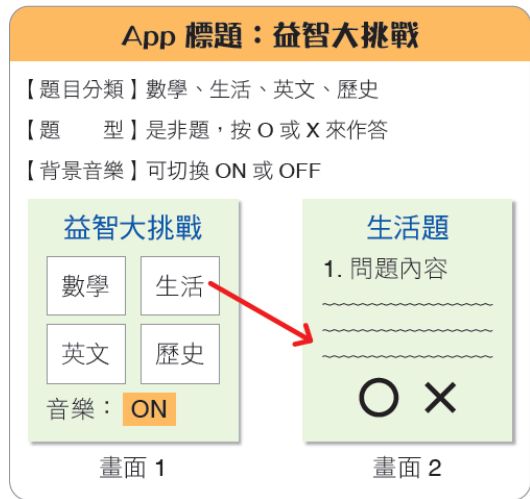 App 標題：益智大挑戰
【題目分類】數學、生活、英文、歷史
【題　　型】是非題，按 O 或 X 來作答
【背景音樂】可切換 ON 或 OFF
益智大挑戰
數學 生活
英文 歷史
音樂： ON
畫面 1
生活題
1. 問題內容
O X
畫面 2